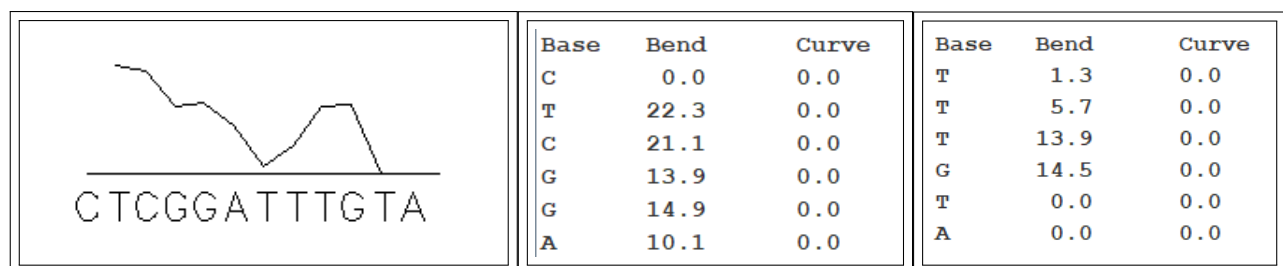 CTCGGATTTGTA
Base Bend Curve
C 0.0 0.0
T 22.3 0.0
C 21.1 0.0
G 13.9 0.0
G 14.9 0.0
A 10.1 0.0
Base Bend Curve
T 1.3 0.0
T 5.7 0.0
T 13.9 0.0
G 14.5 0.0
T 0.0 0.0
A 0.0 0.0